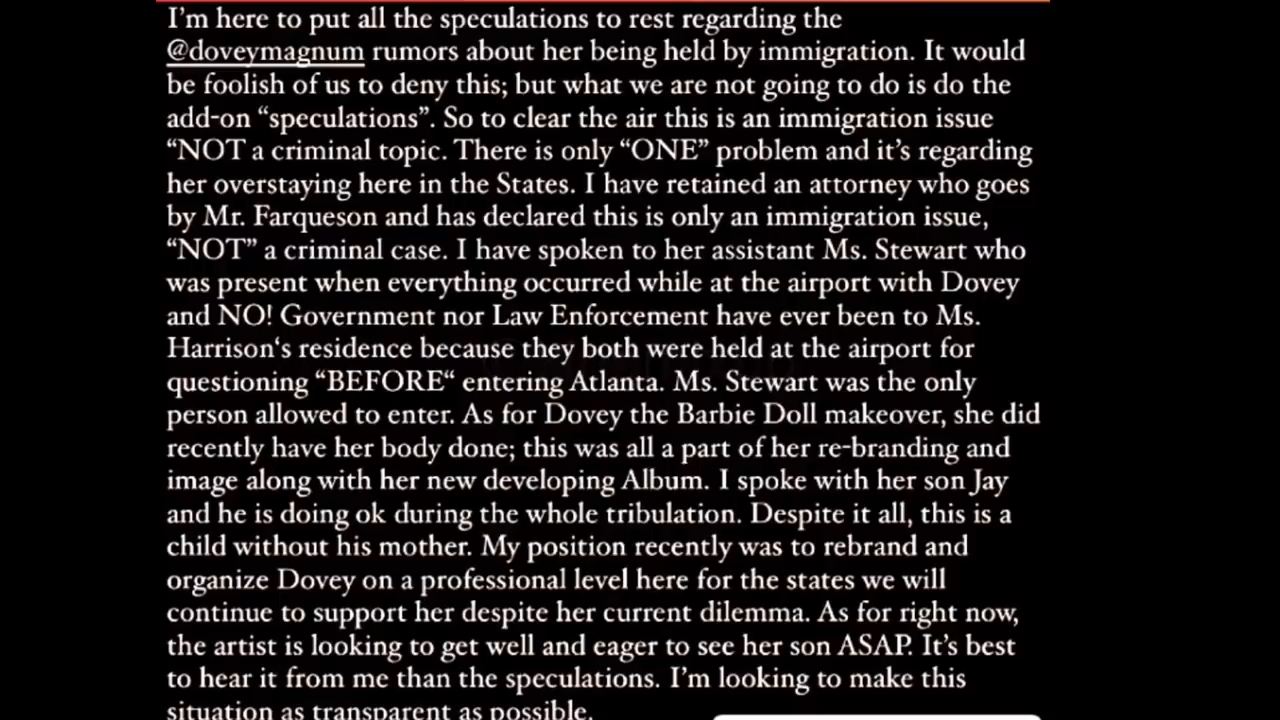 I'm here to put all the speculations to rest regarding the
@doveymagnum rumors about her being held by immigration. It would
be foolish of us to deny this; but what we are not going to do is do the
add-on “speculations”. So to clear the air this is an immigration issue
“NOT a criminal topic. There is only “ONE” problem and it's regarding
her overstaying here in the States. I have retained an attorney who goes
by Mr. Farqueson and has declared this is only an immigration issue,
“NOT” a criminal case. I have spoken to her assistant Ms. Stewart who
was present when everything occurred while at the airport with Dovey
and NO! Government nor Law Enforcement have ever been to Ms.
Harrison‘s residence because they both were held at the airport for
questioning “BEFORE“ entering Atlanta. Ms. Stewart was the only
person allowed to enter. As for Dovey the Barbie Doll makeover, she did
recently have her body done; this was all a part of her re-branding and
image along with her new developing Album. I spoke with her son Jay
and he is doing ok during the whole tribulation. Despite it all, this is a
child without his mother. My position recently was to rebrand and
organize Dovey on a professional level here for the states we will
continue to support her despite her current dilemma. As for right now,
the artist is looking to get well and eager to see her son ASAP. It's best
to hear it from me than the speculations. I'm looking to make this
situation as transparent as possible.